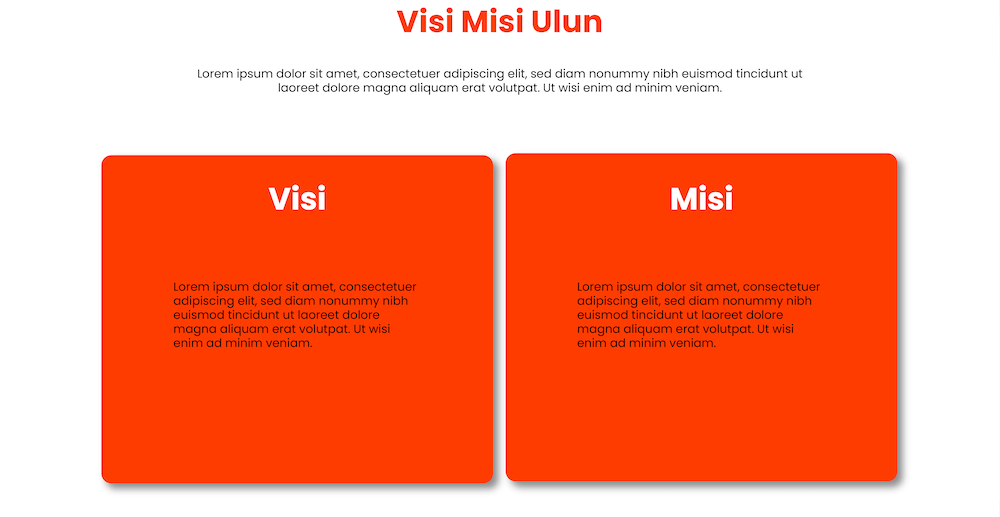 Visi Misi Ulun
Lorem ipsum dolor sit amet, consectetuer adipiscing elit, sed diam nonummy nibh euismod tincidunt ut
laoreet dolore magna aliquam erat volutpat. Ut wisi enim ad minim veniam.
Visi
Lorem ipsum dolor sit amet, consectetuer
adipiscing elit, sed diam nonummy nibh
euismod tincidunt ut laoreet dolore
magna aliquam erat volutpat. Ut wisi
enim ad minim veniam.
Misi
Lorem ipsum dolor sit amet, consectetuer
adipiscing elit, sed diam nonummy nibh
euismod tincidunt ut laoreet dolore
magna aliquam erat volutpat. Ut wisi
enim ad minim veniam.